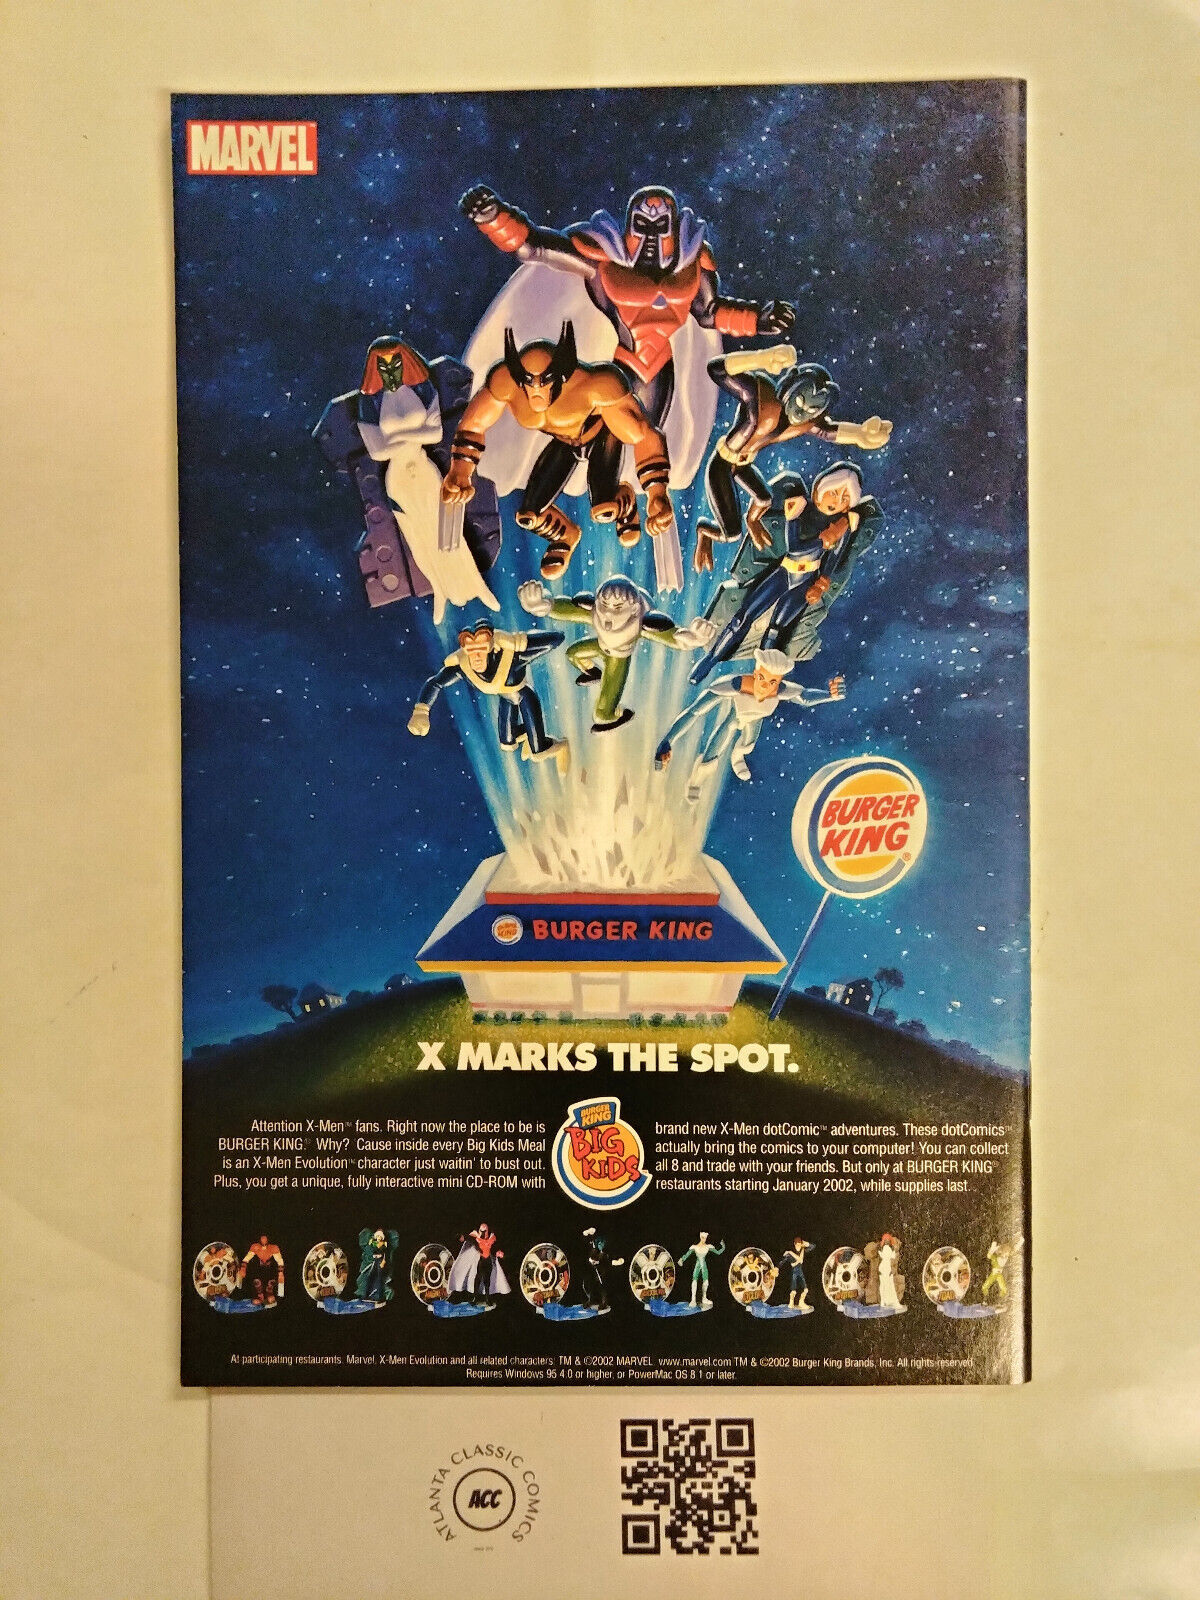 MARVEL
BURGER KING®
BURGER KING
BURGER KING
X MARKS THE SPOT.
Attention X-Men™ fans. Right now the place to be is
BURGER KING.® Why? 'Cause inside every Big Kids Meal
is an X-Men Evolution™ character just waitin' to bust out.
Plus, you get a unique, fully interactive mini CD-ROM with
BURGER KING
BIG KIDS
brand new X-Men dotComic™ adventures. These dotComics™
actually bring the comics to your computer! You can collect
all 8 and trade with your friends. But only at BURGER KING®
restaurants starting January 2002, while supplies last.
At participating restaurants. Marvel, X-Men Evolution and all related characters: TM & ©2002 MARVEL. www.marvel.com TM & ©2002 Burger King Brands, Inc. All rights reserved.
Requires Windows 95 4.0 or higher, or PowerMac OS 8.1 or later.
ATLANTA CLASSIC COMICS
ACC